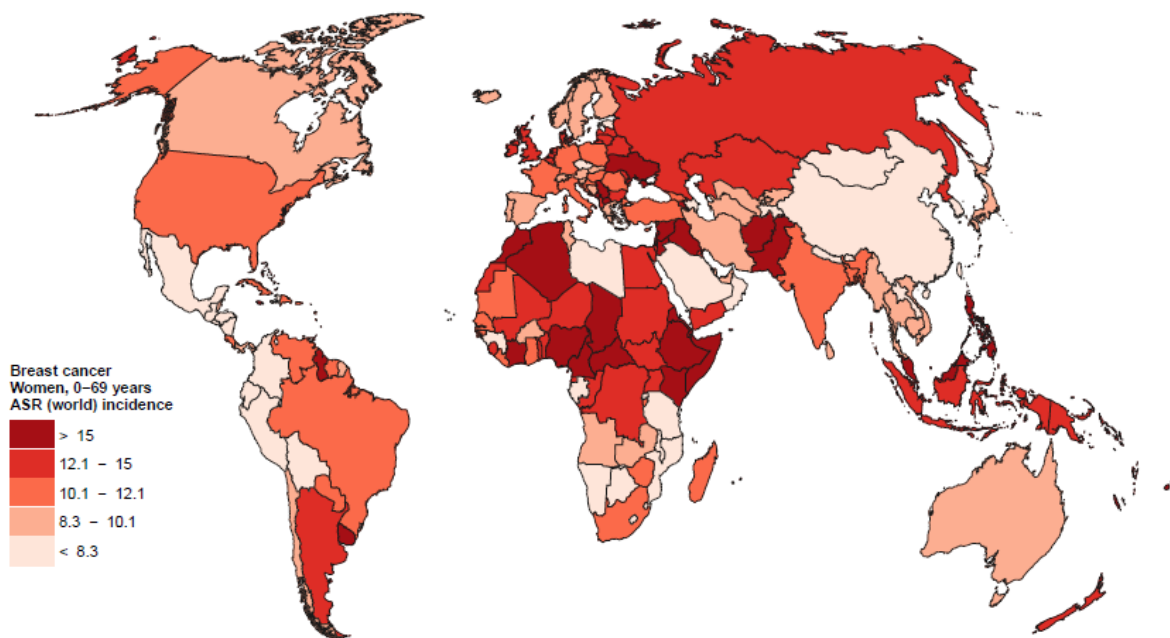 Breast cancer
Women, 0–69 years
ASR (world) incidence
> 15
12.1 – 15
10.1 – 12.1
8.3 – 10.1
< 8.3